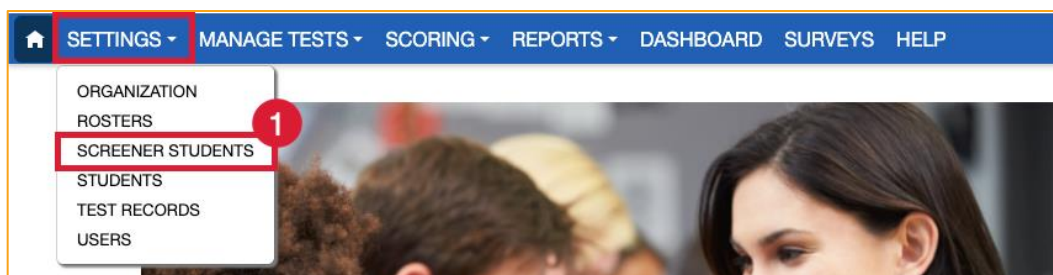 SETTINGS MANAGE TESTS SCORING REPORTS DASHBOARD SURVEYS HELP
ORGANIZATION
ROSTERS
1
SCREENER STUDENTS
STUDENTS
TEST RECORDS
USERS